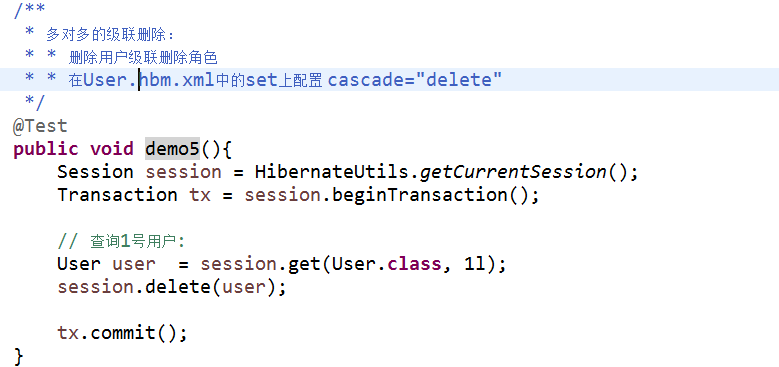 /**
 * 多对多的级联删除:
 * * 删除用户级联删除角色
 * * 在User.hbm.xml中的set上配置 cascade="delete"
 */
@Test
public void demo5(){
    Session session = HibernateUtils.getCurrentSession();
    Transaction tx = session.beginTransaction();
    // 查询1号用户:
    User user  = session.get(User.class, 1l);
    session.delete(user);
    tx.commit();
}